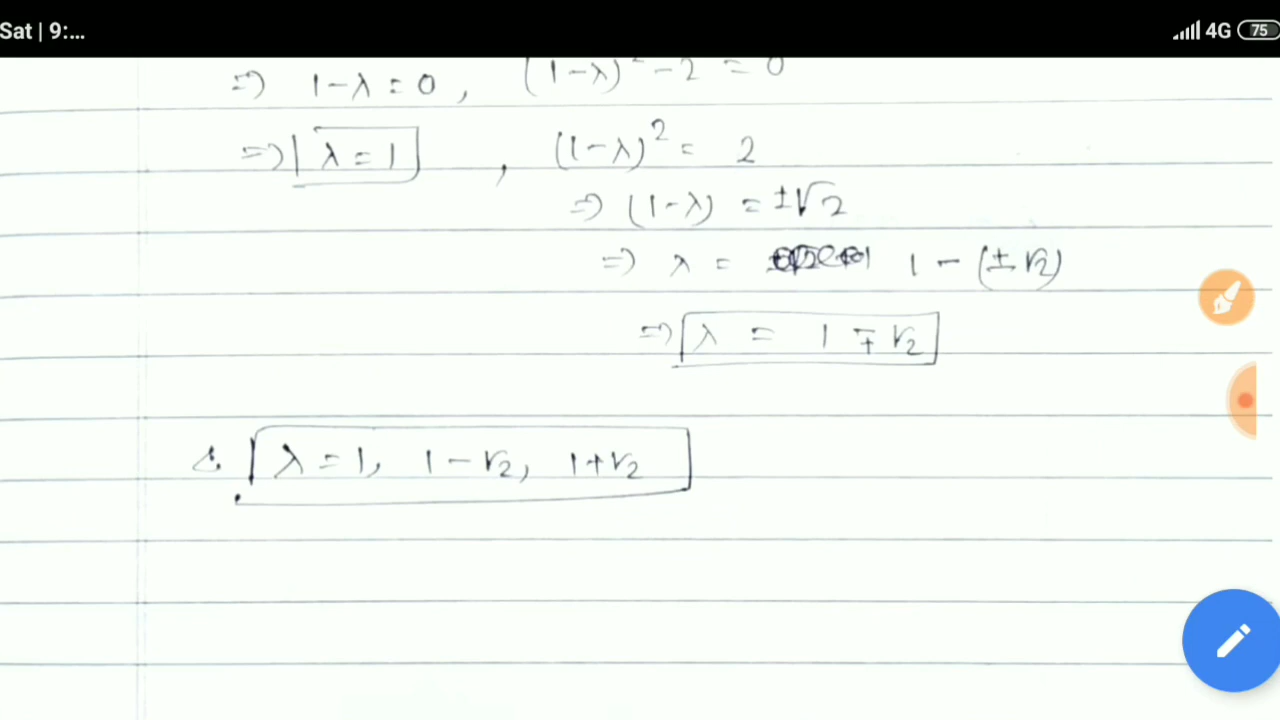 Sat | 9:... 4G 75
⇒ 1-λ = 0, (1-λ)² - 2 = 0
⇒ λ = 1, (1-λ)² = 2
⇒ (1-λ) = ±√2
⇒ λ = 1 - (±√2)
⇒ λ = 1 ∓ √2
∴ λ = 1, 1-√2, 1+√2